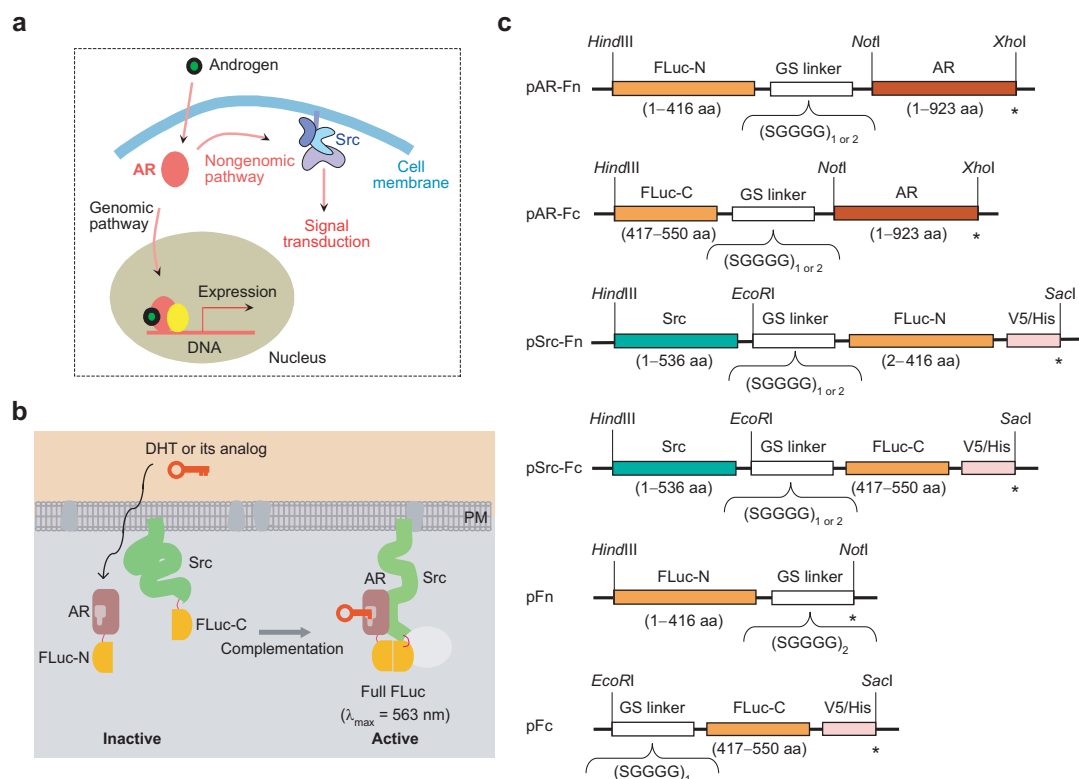 a
Androgen
Src
AR
Nongenomic
pathway
Cell
membrane
Genomic
pathway
Signal
transduction
Expression
DNA
Nucleus
b
DHT or its analog
PM
Src
AR
FLuc-C
FLuc-N
Complementation
AR
Src
Full FLuc
(λmax = 563 nm)
Inactive
Active
c
HindIII
NotI
XhoI
FLuc-N
GS linker
AR
pAR-Fn
(1–416 aa)
(1–923 aa)
*
(SGGGG)1 or 2
HindIII
NotI
XhoI
FLuc-C
GS linker
AR
pAR-Fc
(417–550 aa)
(1–923 aa)
*
(SGGGG)1 or 2
HindIII
EcoRI
SacI
Src
GS linker
FLuc-N
V5/His
pSrc-Fn
(1–536 aa)
(2–416 aa)
*
(SGGGG)1 or 2
HindIII
EcoRI
SacI
Src
GS linker
FLuc-C
V5/His
pSrc-Fc
(1–536 aa)
(417–550 aa)
*
(SGGGG)1 or 2
HindIII
NotI
FLuc-N
GS linker
pFn
(1–416 aa)
*
(SGGGG)2
EcoRI
SacI
GS linker
FLuc-C
V5/His
pFc
(417–550 aa)
*
(SGGGG)1